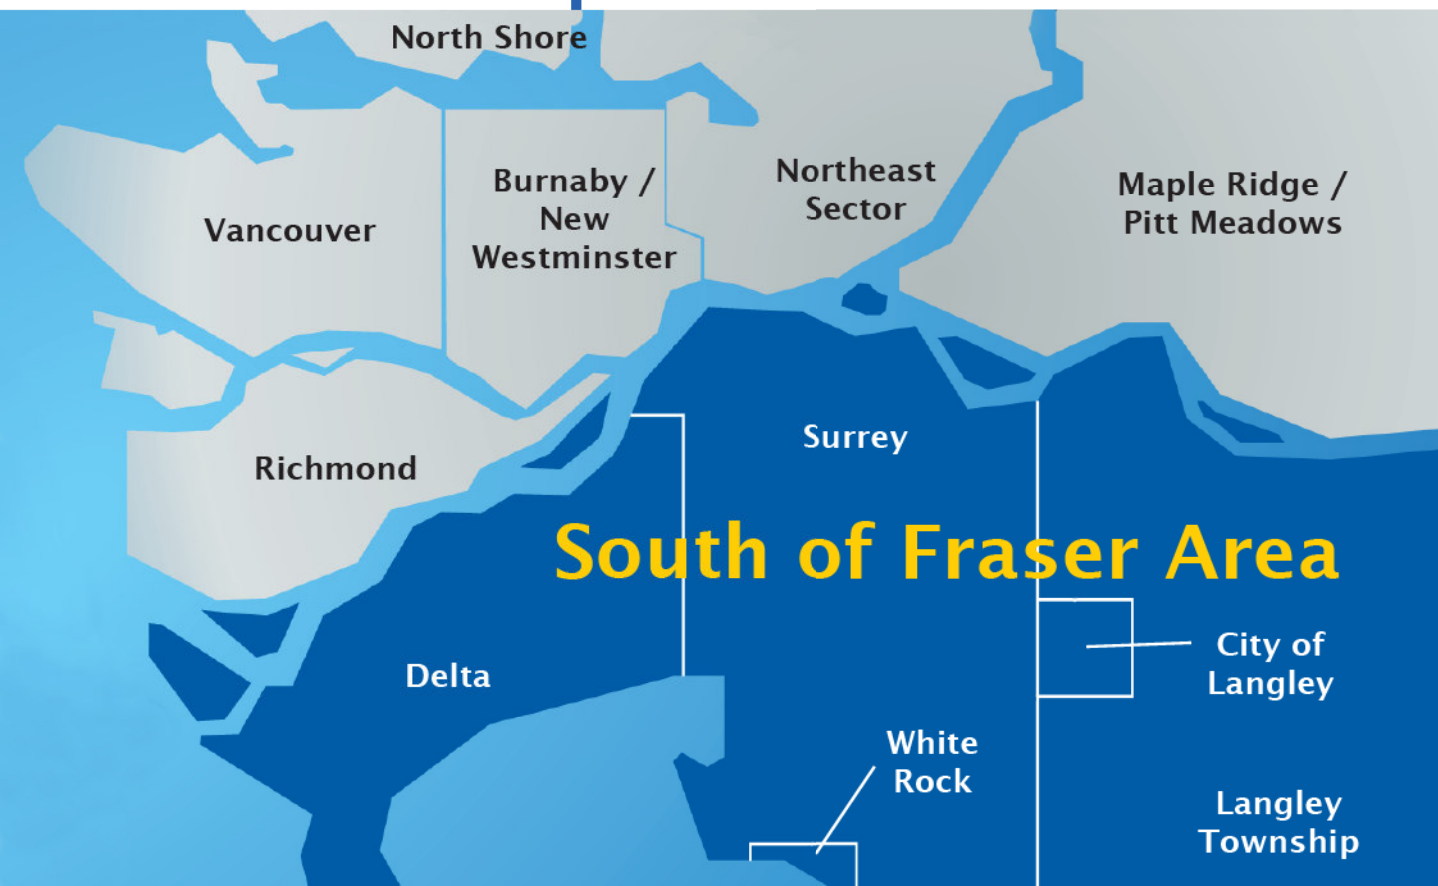 North Shore
Northeast
Sector
Burnaby /
New
Westminster
Maple Ridge /
Pitt Meadows
Vancouver
Surrey
Richmond
South of Fraser Area
City of
Langley
Delta
White
Rock
Langley
Township